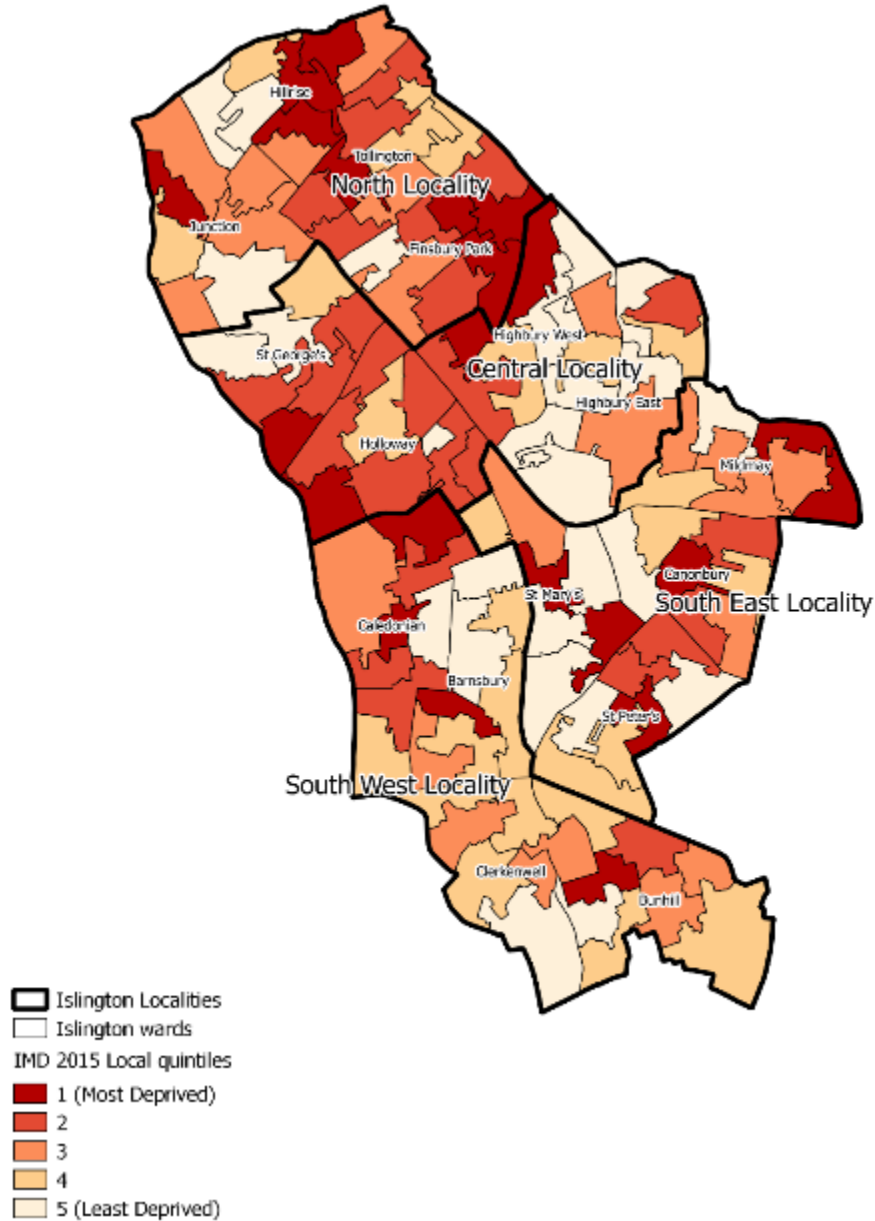 Hillrise
Tollington
North Locality
Junction
Finsbury Park
Highbury West
St George's
Central Locality
Highbury East
Holloway
Mildmay
Canonbury
St Mary's
South East Locality
Caledonian
Barnsbury
St Peter's
South West Locality
Clerkenwell
Bunhill
Islington Localities
Islington wards
IMD 2015 Local quintiles
1 (Most Deprived)
2
3
4
5 (Least Deprived)